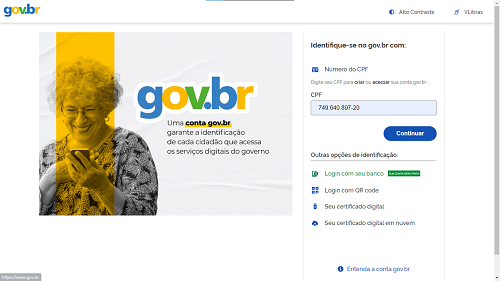 gov.br
Alto Contraste
VLibras
gov.br
Uma conta gov.br
garante a identificação
de cada cidadão que acessa
os serviços digitais do governo
Identifique-se no gov.br com:
Número do CPF
Digite seu CPF para criar ou acessar sua conta gov.br
CPF
749.640.897-20
Continuar
Outras opções de identificação:
Login com seu banco
Login com QR code
Seu certificado digital
Seu certificado digital em nuvem
Entenda a conta gov.br
https://www.gov.br